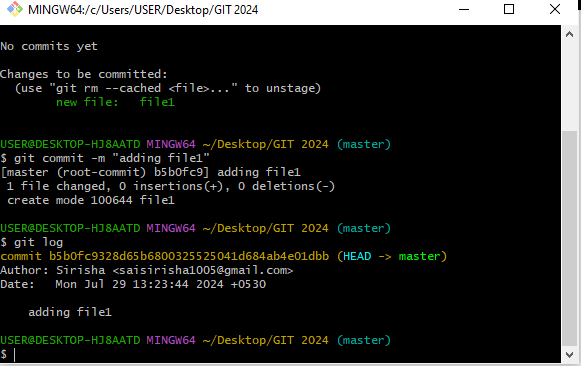 MINGW64:/c/Users/USER/Desktop/GIT 2024
No commits yet
Changes to be committed:
  (use "git rm --cached <file>..." to unstage)
        new file:   file1
USER@DESKTOP-HJ8AATD MINGW64 ~/Desktop/GIT 2024 (master)
$ git commit -m "adding file1"
[master (root-commit) b5b0fc9] adding file1
 1 file changed, 0 insertions(+), 0 deletions(-)
 create mode 100644 file1
USER@DESKTOP-HJ8AATD MINGW64 ~/Desktop/GIT 2024 (master)
$ git log
commit b5b0fc9328d65b6800325525041d684ab4e01dbb (HEAD -> master)
Author: Sirisha <saisirisha1005@gmail.com>
Date:   Mon Jul 29 13:23:44 2024 +0530
    adding file1
USER@DESKTOP-HJ8AATD MINGW64 ~/Desktop/GIT 2024 (master)
$